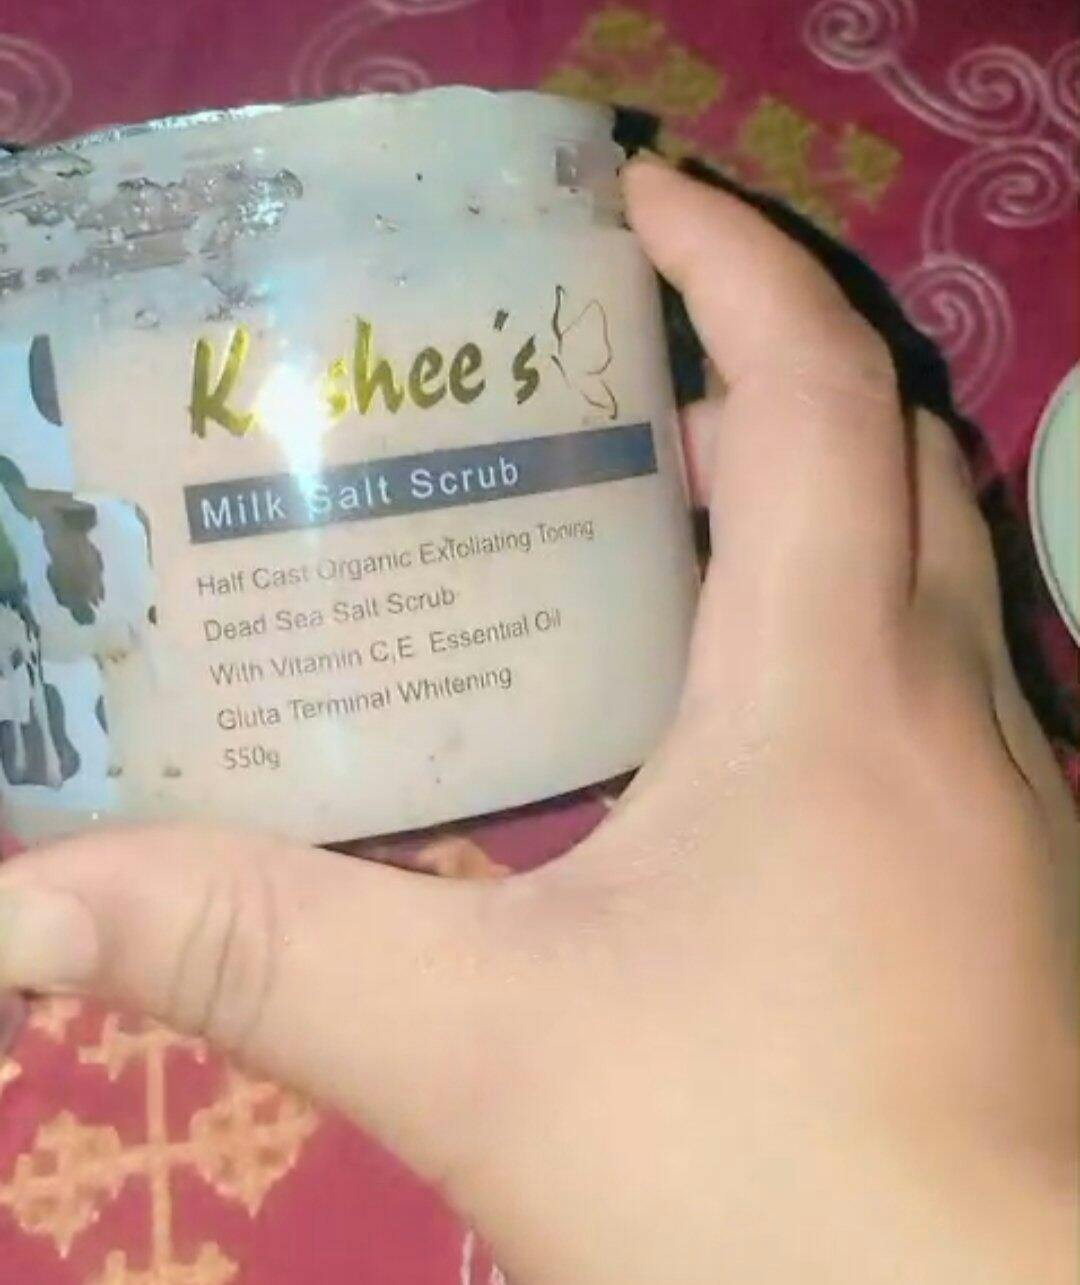 Kashee's
Milk Salt Scrub
Half Cast Organic Exfoliating Toning
Dead Sea Salt Scrub
With Vitamin C,E Essential Oil
Gluta Terminal Whitening
550g